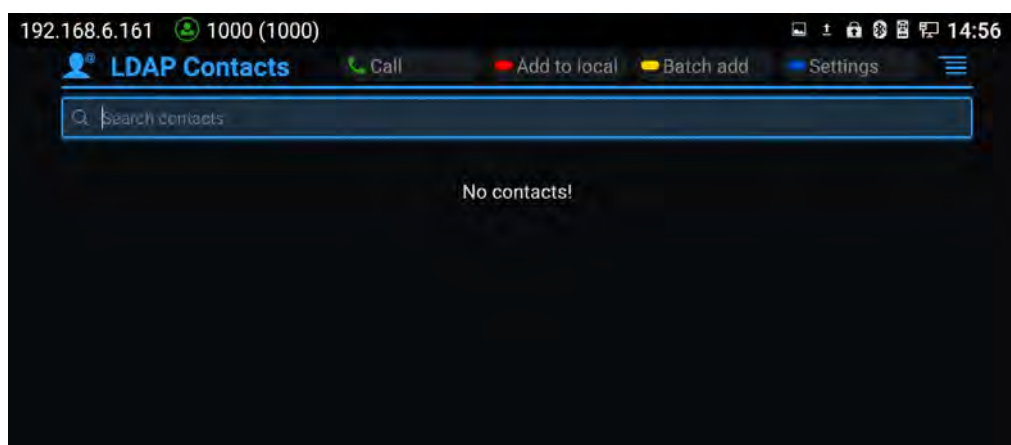 192.168.6.161 1000 (1000) 14:56
LDAP Contacts Call Add to local Batch add Settings
Search contacts
No contacts!